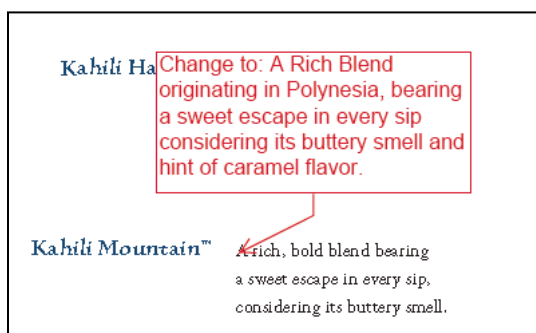 Kahili Ha
Change to: A Rich Blend
originating in Polynesia, bearing
a sweet escape in every sip
considering its buttery smell and
hint of caramel flavor.
Kahili Mountain™ A rich, bold blend bearing
a sweet escape in every sip,
considering its buttery smell.